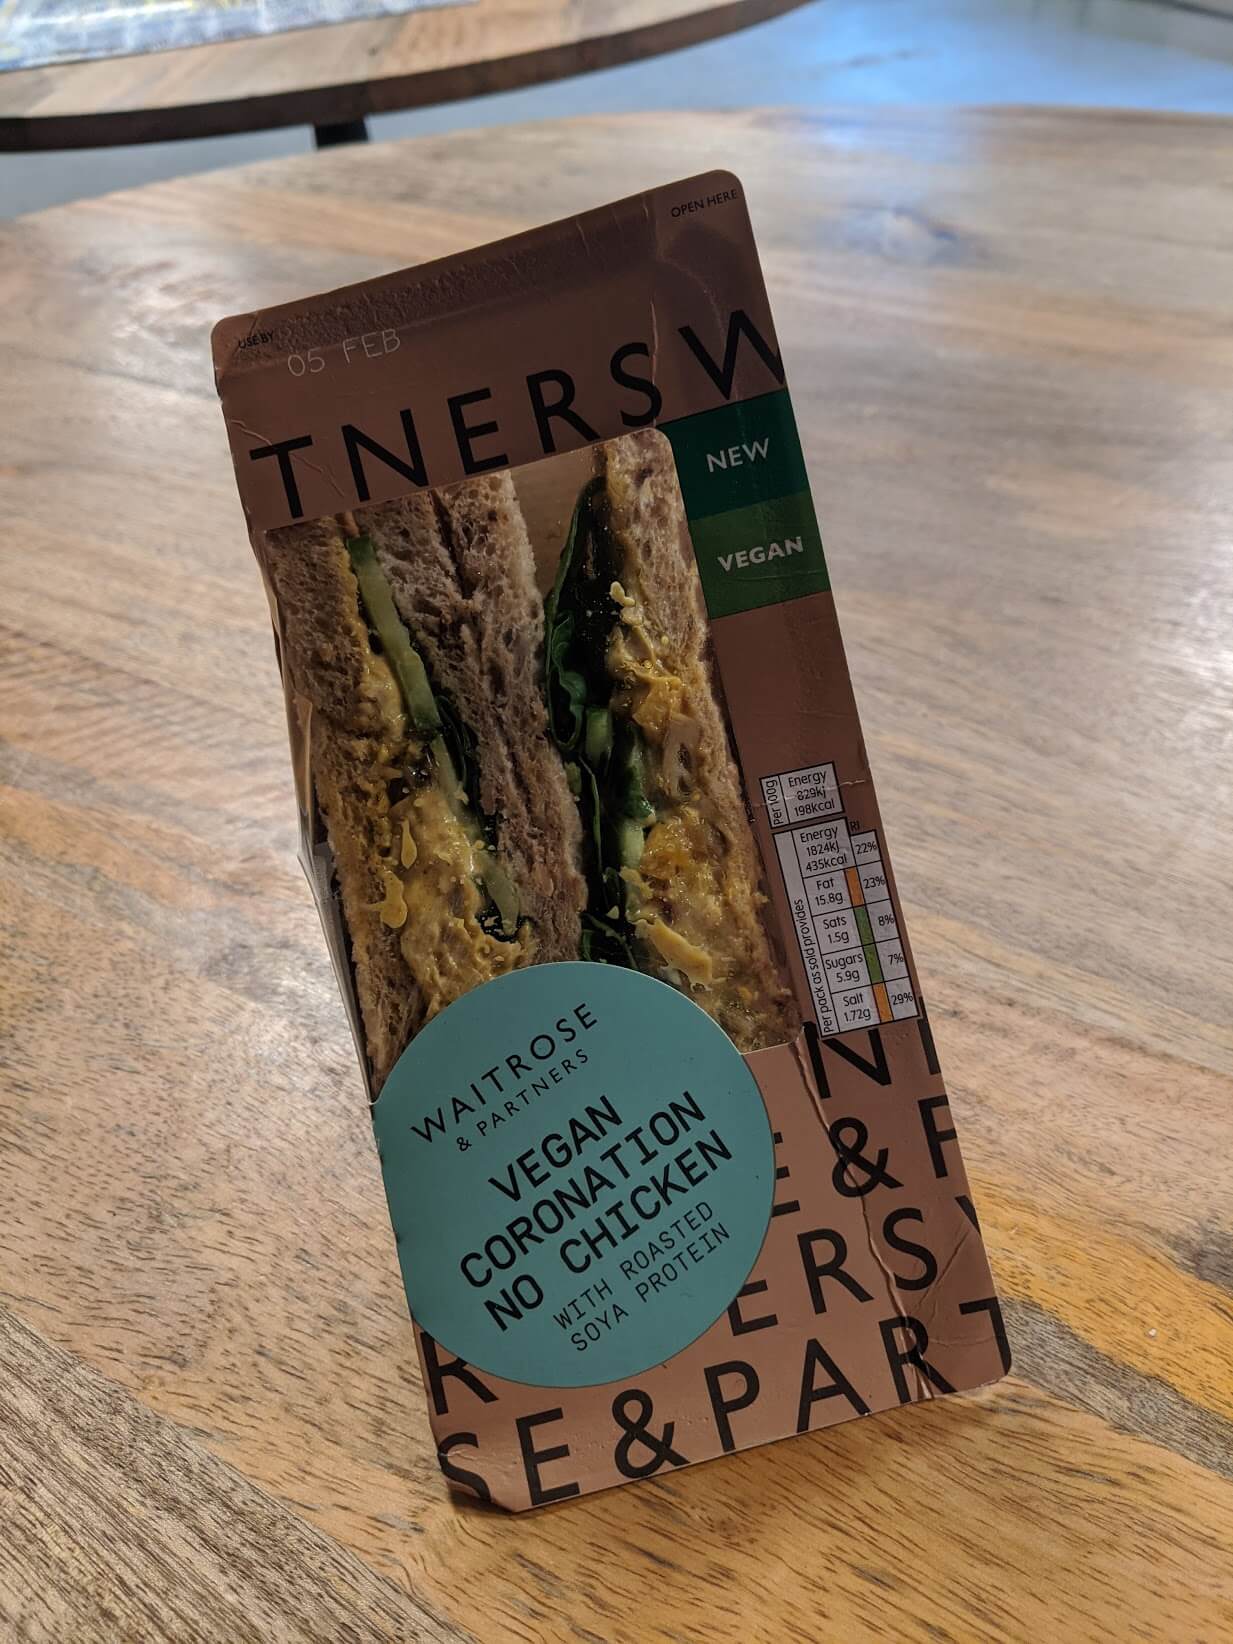 OPEN HERE
USE BY
05 FEB
TNERS W
NEW
VEGAN
Per 100g
Energy
829kj
198kcal
Per pack as sold provides
RI
Energy
1824kj
435kcal
22%
Fat
15.8g
23%
Sats
1.5g
8%
Sugars
5.9g
7%
Salt
1.72g
29%
WAITROSE
& PARTNERS
VEGAN
CORONATION
NO CHICKEN
WITH ROASTED
SOYA PROTEIN
N
E & P
ERS
R
SE & PART